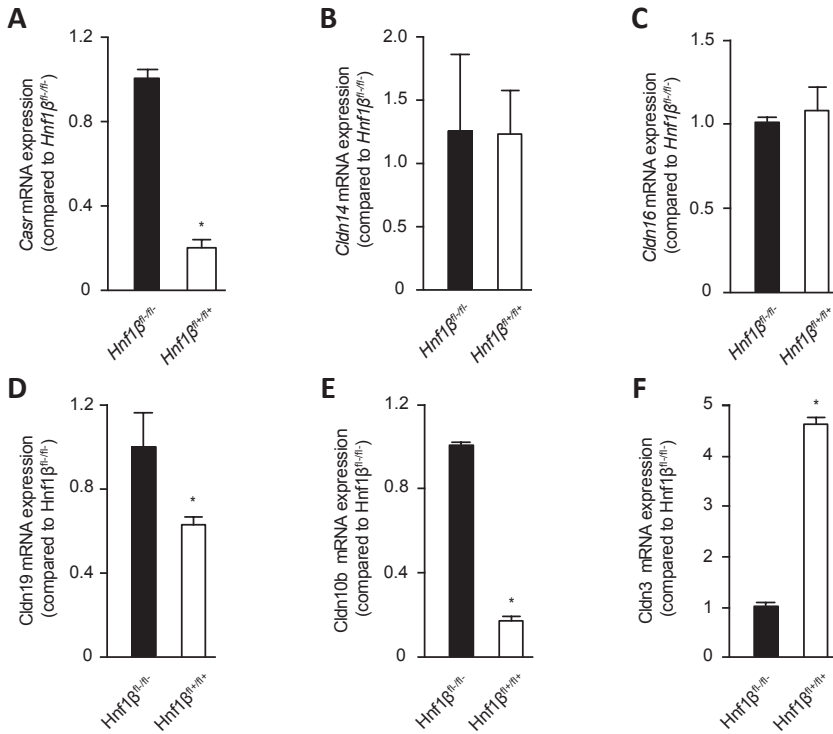 A
Casr mRNA expression
(compared to Hnf1βfl-/fl-)
1.2
0.8
0.4
0
*
Hnf1βfl-/fl-
Hnf1βfl+/fl+
B
Cldn14 mRNA expression
(compared to Hnf1βfl-/fl-)
2.0
1.5
1.0
0.5
0
Hnf1βfl-/fl-
Hnf1βfl+/fl+
C
Cldn16 mRNA expression
(compared to Hnf1βfl-/fl-)
1.5
1.0
0.5
0
Hnf1βfl-/fl-
Hnf1βfl+/fl+
D
Cldn19 mRNA expression
(compared to Hnf1βfl-/fl-)
1.2
0.8
0.4
0
*
Hnf1βfl-/fl-
Hnf1βfl+/fl+
E
Cldn10b mRNA expression
(compared to Hnf1βfl-/fl-)
1.2
0.8
0.4
0
*
Hnf1βfl-/fl-
Hnf1βfl+/fl+
F
Cldn3 mRNA expression
(compared to Hnf1βfl-/fl-)
5
4
3
2
1
0
*
Hnf1βfl-/fl-
Hnf1βfl+/fl+